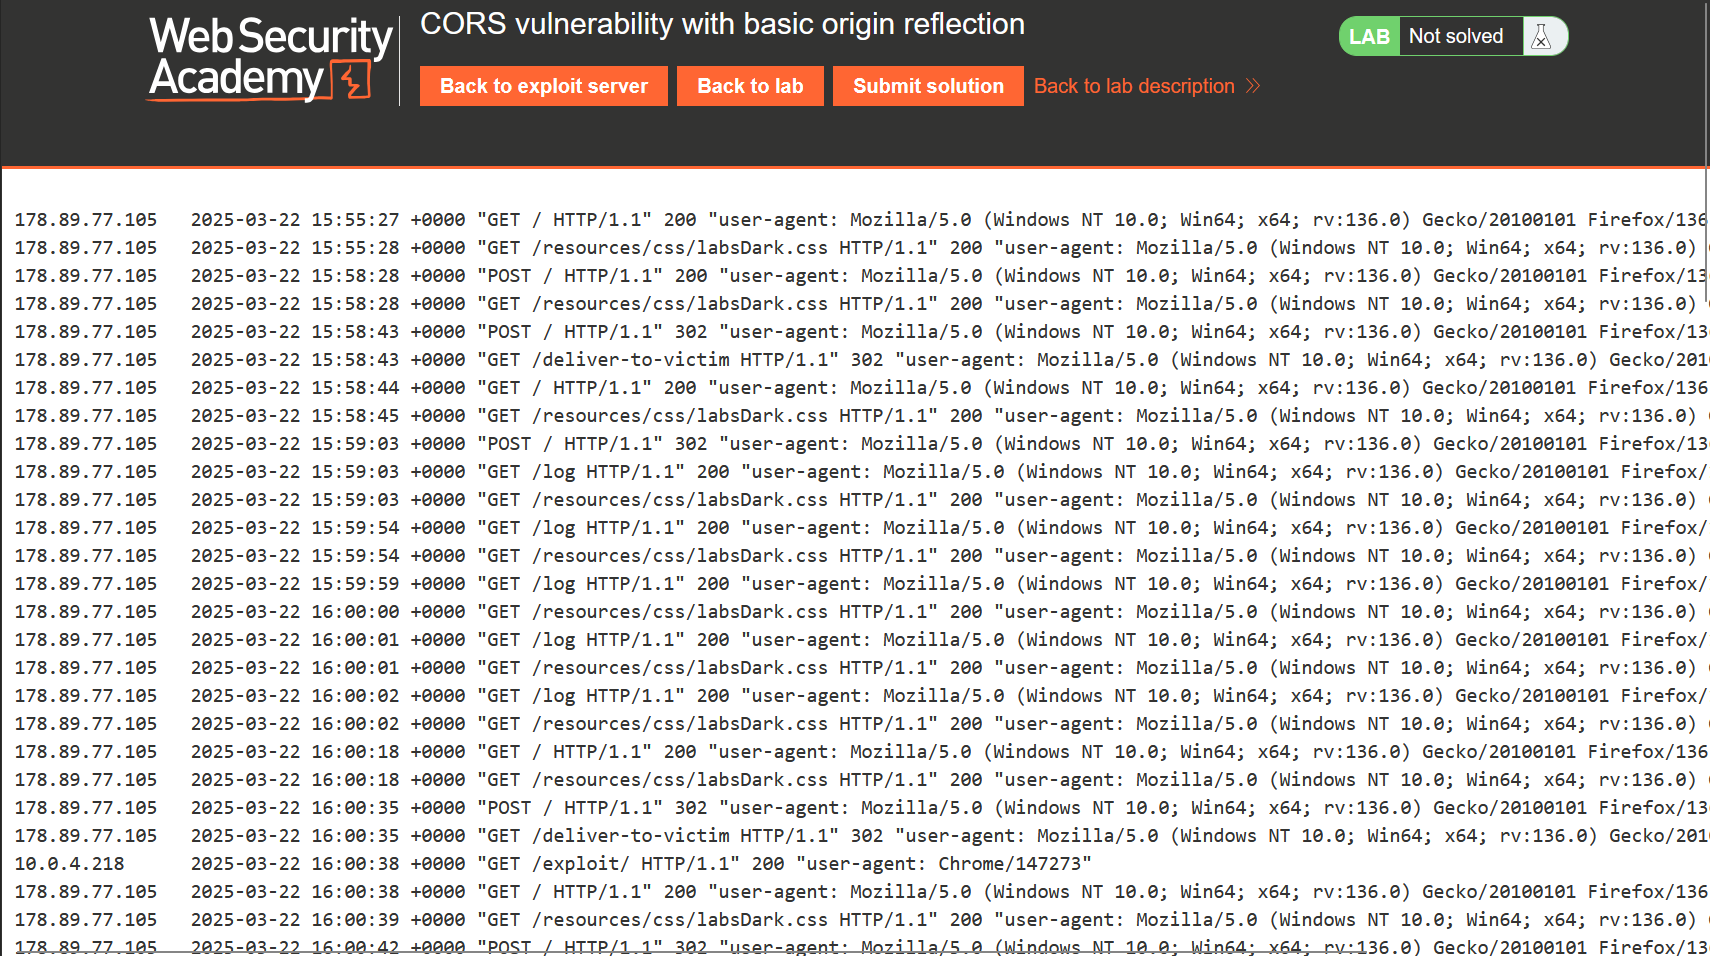 Web Security
Academy
CORS vulnerability with basic origin reflection
Back to exploit server
Back to lab
Submit solution
Back to lab description
LAB
Not solved
178.89.77.105 2025-03-22 15:55:27 +0000 "GET / HTTP/1.1" 200 "user-agent: Mozilla/5.0 (Windows NT 10.0; Win64; x64; rv:136.0) Gecko/20100101 Firefox/136
178.89.77.105 2025-03-22 15:55:28 +0000 "GET /resources/css/labsDark.css HTTP/1.1" 200 "user-agent: Mozilla/5.0 (Windows NT 10.0; Win64; x64; rv:136.0)
178.89.77.105 2025-03-22 15:58:28 +0000 "POST / HTTP/1.1" 200 "user-agent: Mozilla/5.0 (Windows NT 10.0; Win64; x64; rv:136.0) Gecko/20100101 Firefox/13
178.89.77.105 2025-03-22 15:58:28 +0000 "GET /resources/css/labsDark.css HTTP/1.1" 200 "user-agent: Mozilla/5.0 (Windows NT 10.0; Win64; x64; rv:136.0)
178.89.77.105 2025-03-22 15:58:43 +0000 "POST / HTTP/1.1" 302 "user-agent: Mozilla/5.0 (Windows NT 10.0; Win64; x64; rv:136.0) Gecko/20100101 Firefox/13
178.89.77.105 2025-03-22 15:58:43 +0000 "GET /deliver-to-victim HTTP/1.1" 302 "user-agent: Mozilla/5.0 (Windows NT 10.0; Win64; x64; rv:136.0) Gecko/201
178.89.77.105 2025-03-22 15:58:44 +0000 "GET / HTTP/1.1" 200 "user-agent: Mozilla/5.0 (Windows NT 10.0; Win64; x64; rv:136.0) Gecko/20100101 Firefox/136
178.89.77.105 2025-03-22 15:58:45 +0000 "GET /resources/css/labsDark.css HTTP/1.1" 200 "user-agent: Mozilla/5.0 (Windows NT 10.0; Win64; x64; rv:136.0)
178.89.77.105 2025-03-22 15:59:03 +0000 "POST / HTTP/1.1" 302 "user-agent: Mozilla/5.0 (Windows NT 10.0; Win64; x64; rv:136.0) Gecko/20100101 Firefox/13
178.89.77.105 2025-03-22 15:59:03 +0000 "GET /log HTTP/1.1" 200 "user-agent: Mozilla/5.0 (Windows NT 10.0; Win64; x64; rv:136.0) Gecko/20100101 Firefox/
178.89.77.105 2025-03-22 15:59:03 +0000 "GET /resources/css/labsDark.css HTTP/1.1" 200 "user-agent: Mozilla/5.0 (Windows NT 10.0; Win64; x64; rv:136.0)
178.89.77.105 2025-03-22 15:59:54 +0000 "GET /log HTTP/1.1" 200 "user-agent: Mozilla/5.0 (Windows NT 10.0; Win64; x64; rv:136.0) Gecko/20100101 Firefox/
178.89.77.105 2025-03-22 15:59:54 +0000 "GET /resources/css/labsDark.css HTTP/1.1" 200 "user-agent: Mozilla/5.0 (Windows NT 10.0; Win64; x64; rv:136.0)
178.89.77.105 2025-03-22 15:59:59 +0000 "GET /log HTTP/1.1" 200 "user-agent: Mozilla/5.0 (Windows NT 10.0; Win64; x64; rv:136.0) Gecko/20100101 Firefox/
178.89.77.105 2025-03-22 16:00:00 +0000 "GET /resources/css/labsDark.css HTTP/1.1" 200 "user-agent: Mozilla/5.0 (Windows NT 10.0; Win64; x64; rv:136.0)
178.89.77.105 2025-03-22 16:00:01 +0000 "GET /log HTTP/1.1" 200 "user-agent: Mozilla/5.0 (Windows NT 10.0; Win64; x64; rv:136.0) Gecko/20100101 Firefox/
178.89.77.105 2025-03-22 16:00:01 +0000 "GET /resources/css/labsDark.css HTTP/1.1" 200 "user-agent: Mozilla/5.0 (Windows NT 10.0; Win64; x64; rv:136.0)
178.89.77.105 2025-03-22 16:00:02 +0000 "GET /log HTTP/1.1" 200 "user-agent: Mozilla/5.0 (Windows NT 10.0; Win64; x64; rv:136.0) Gecko/20100101 Firefox/
178.89.77.105 2025-03-22 16:00:02 +0000 "GET /resources/css/labsDark.css HTTP/1.1" 200 "user-agent: Mozilla/5.0 (Windows NT 10.0; Win64; x64; rv:136.0)
178.89.77.105 2025-03-22 16:00:18 +0000 "GET / HTTP/1.1" 200 "user-agent: Mozilla/5.0 (Windows NT 10.0; Win64; x64; rv:136.0) Gecko/20100101 Firefox/136
178.89.77.105 2025-03-22 16:00:18 +0000 "GET /resources/css/labsDark.css HTTP/1.1" 200 "user-agent: Mozilla/5.0 (Windows NT 10.0; Win64; x64; rv:136.0)
178.89.77.105 2025-03-22 16:00:35 +0000 "POST / HTTP/1.1" 302 "user-agent: Mozilla/5.0 (Windows NT 10.0; Win64; x64; rv:136.0) Gecko/20100101 Firefox/13
178.89.77.105 2025-03-22 16:00:35 +0000 "GET /deliver-to-victim HTTP/1.1" 302 "user-agent: Mozilla/5.0 (Windows NT 10.0; Win64; x64; rv:136.0) Gecko/201
10.0.4.218 2025-03-22 16:00:38 +0000 "GET /exploit/ HTTP/1.1" 200 "user-agent: Chrome/147273"
178.89.77.105 2025-03-22 16:00:38 +0000 "GET / HTTP/1.1" 200 "user-agent: Mozilla/5.0 (Windows NT 10.0; Win64; x64; rv:136.0) Gecko/20100101 Firefox/136
178.89.77.105 2025-03-22 16:00:39 +0000 "GET /resources/css/labsDark.css HTTP/1.1" 200 "user-agent: Mozilla/5.0 (Windows NT 10.0; Win64; x64; rv:136.0)
178.89.77.105 2025-03-22 16:00:42 +0000 "POST / HTTP/1.1" 302 "user-agent: Mozilla/5.0 (Windows NT 10.0; Win64; x64; rv:136.0) Gecko/20100101 Firefox/13